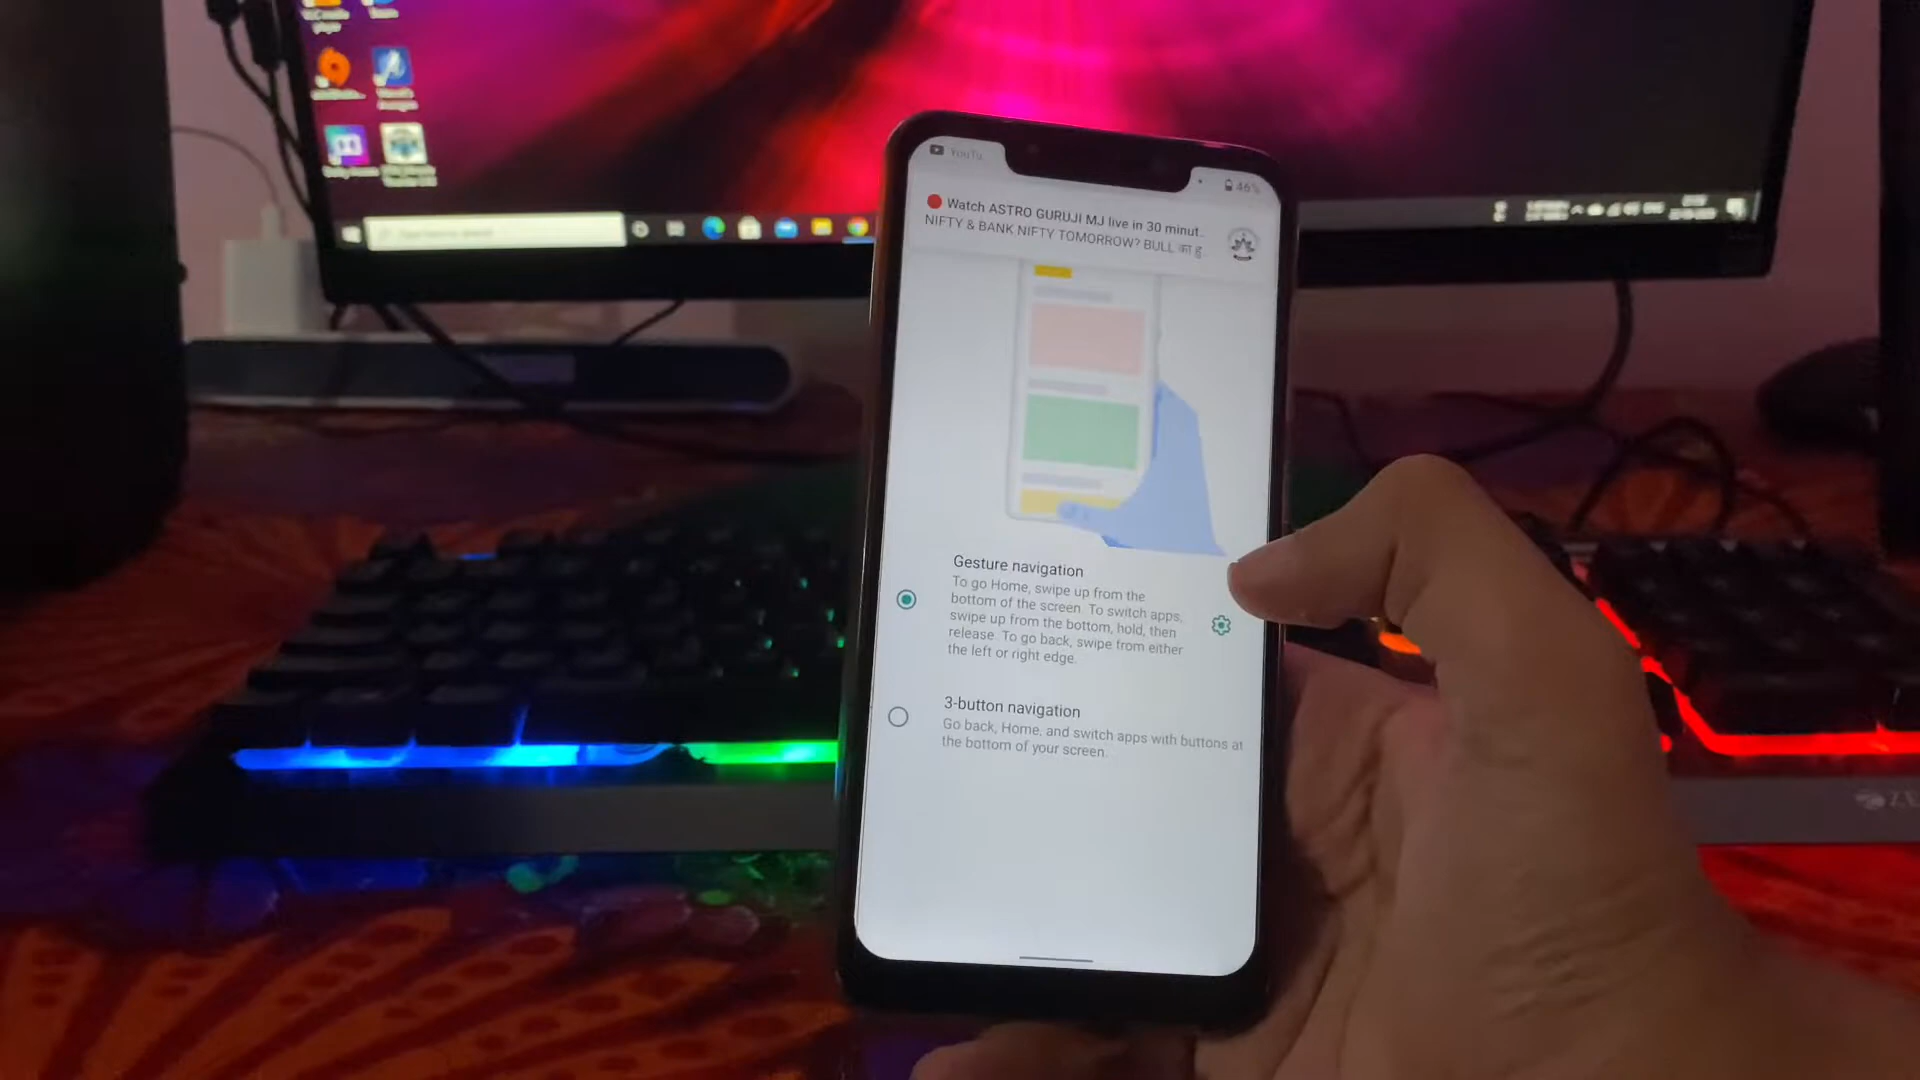 YouTu
46%
Watch ASTRO GURUJI MJ live in 30 minut..
NIFTY & BANK NIFTY TOMORROW? BULL का हु
Gesture navigation
To go Home, swipe up from the
bottom of the screen. To switch apps,
swipe up from the bottom, hold, then
release. To go back, swipe from either
the left or right edge.
3-button navigation
Go back, Home, and switch apps with buttons at
the bottom of your screen.